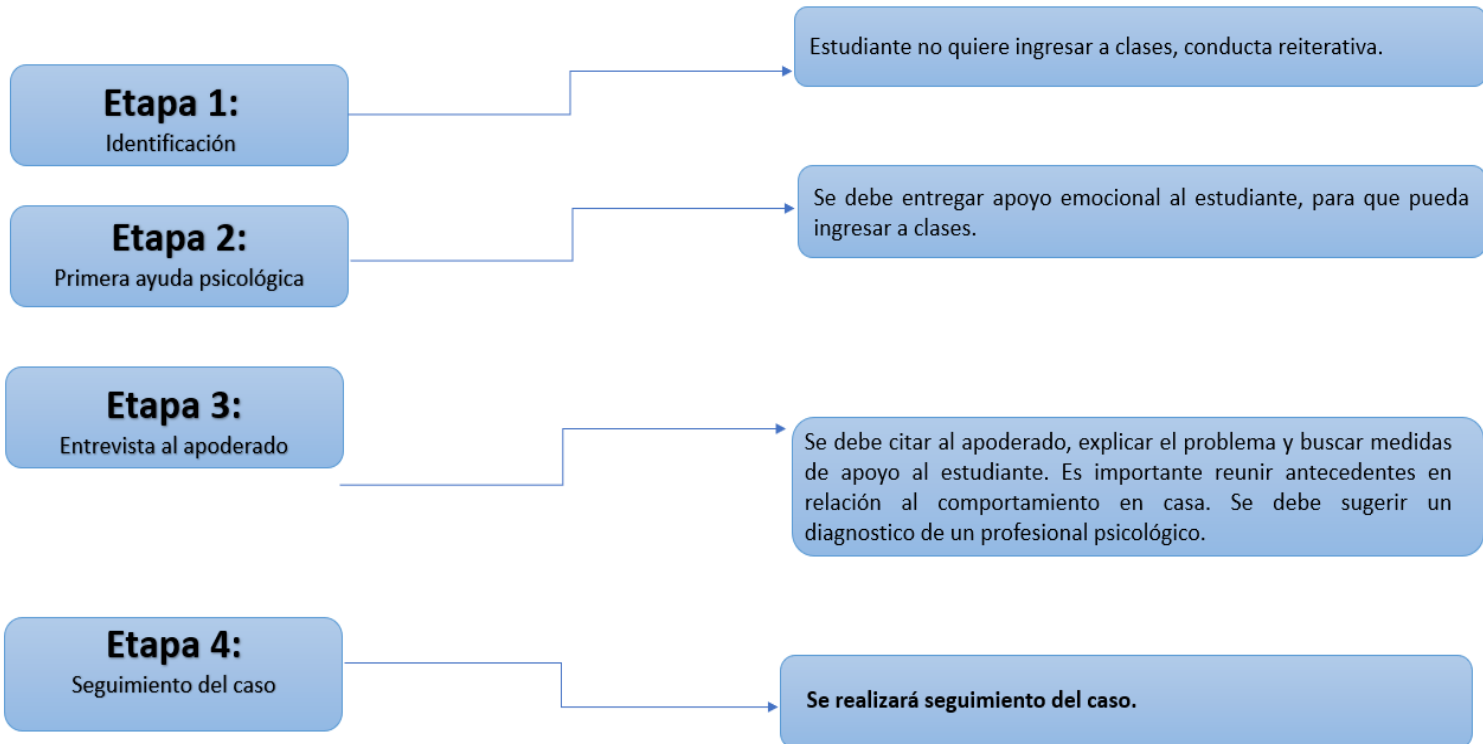 Etapa 1:
Identificación
Estudiante no quiere ingresar a clases, conducta reiterativa.
Etapa 2:
Primera ayuda psicológica
Se debe entregar apoyo emocional al estudiante, para que pueda
ingresar a clases.
Etapa 3:
Entrevista al apoderado
Se debe citar al apoderado, explicar el problema y buscar medidas
de apoyo al estudiante. Es importante reunir antecedentes en
relación al comportamiento en casa. Se debe sugerir un
diagnostico de un profesional psicológico.
Etapa 4:
Seguimiento del caso
Se realizará seguimiento del caso.